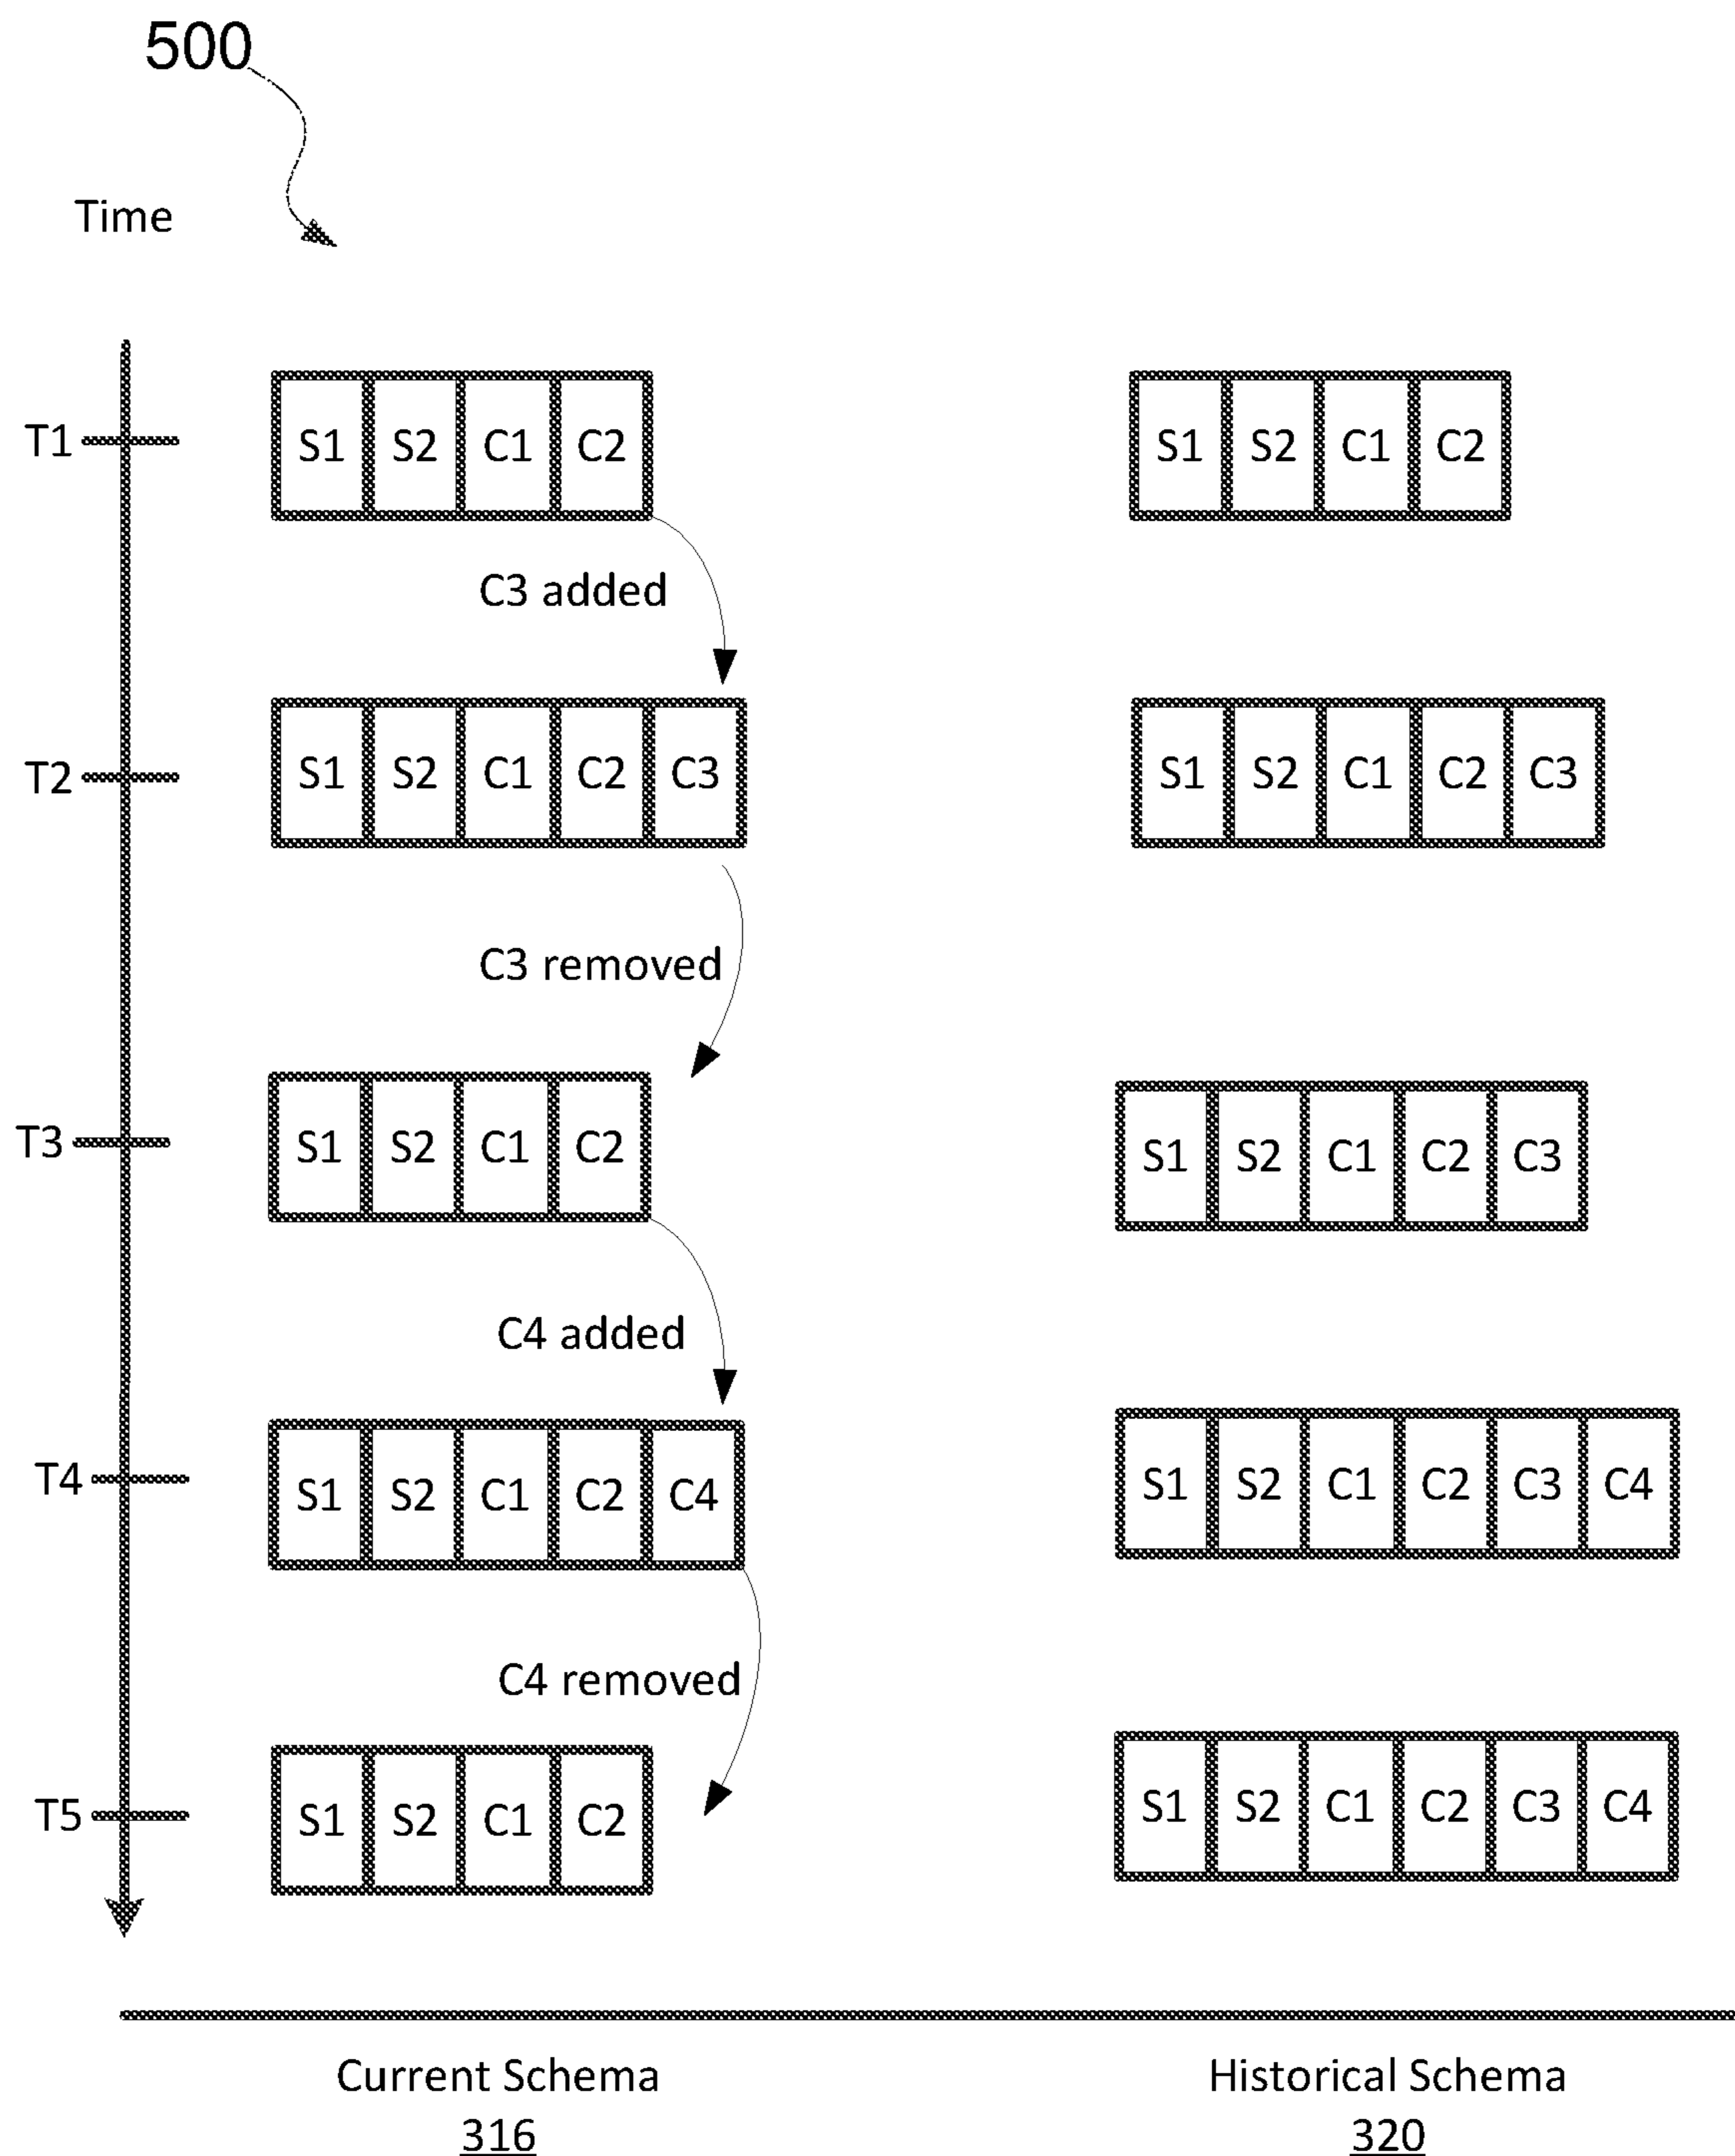 500
Time
T1
S1 S2 C1 C2
S1 S2 C1 C2
C3 added
T2
S1 S2 C1 C2 C3
S1 S2 C1 C2 C3
C3 removed
T3
S1 S2 C1 C2
S1 S2 C1 C2 C3
C4 added
T4
S1 S2 C1 C2 C4
S1 S2 C1 C2 C3 C4
C4 removed
T5
S1 S2 C1 C2
S1 S2 C1 C2 C3 C4
Current Schema
316
Historical Schema
320